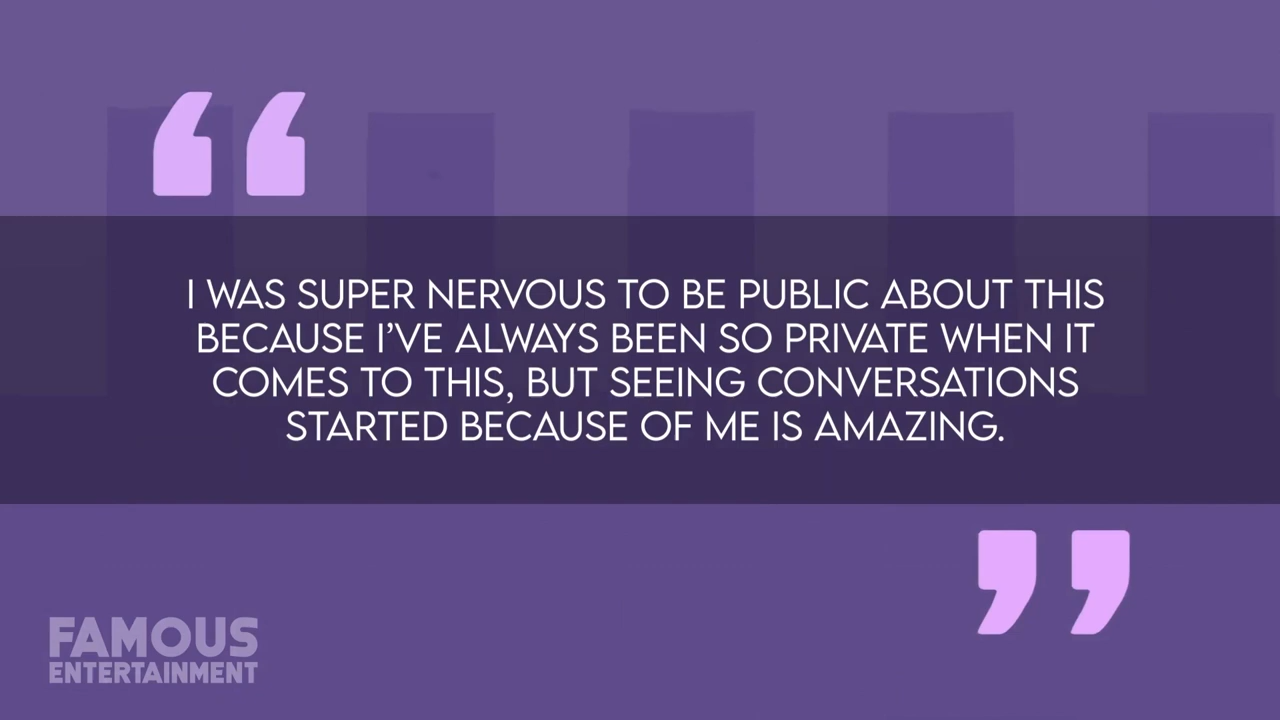 “
I WAS SUPER NERVOUS TO BE PUBLIC ABOUT THIS
BECAUSE I’VE ALWAYS BEEN SO PRIVATE WHEN IT
COMES TO THIS, BUT SEEING CONVERSATIONS
STARTED BECAUSE OF ME IS AMAZING.
”
FAMOUS
ENTERTAINMENT